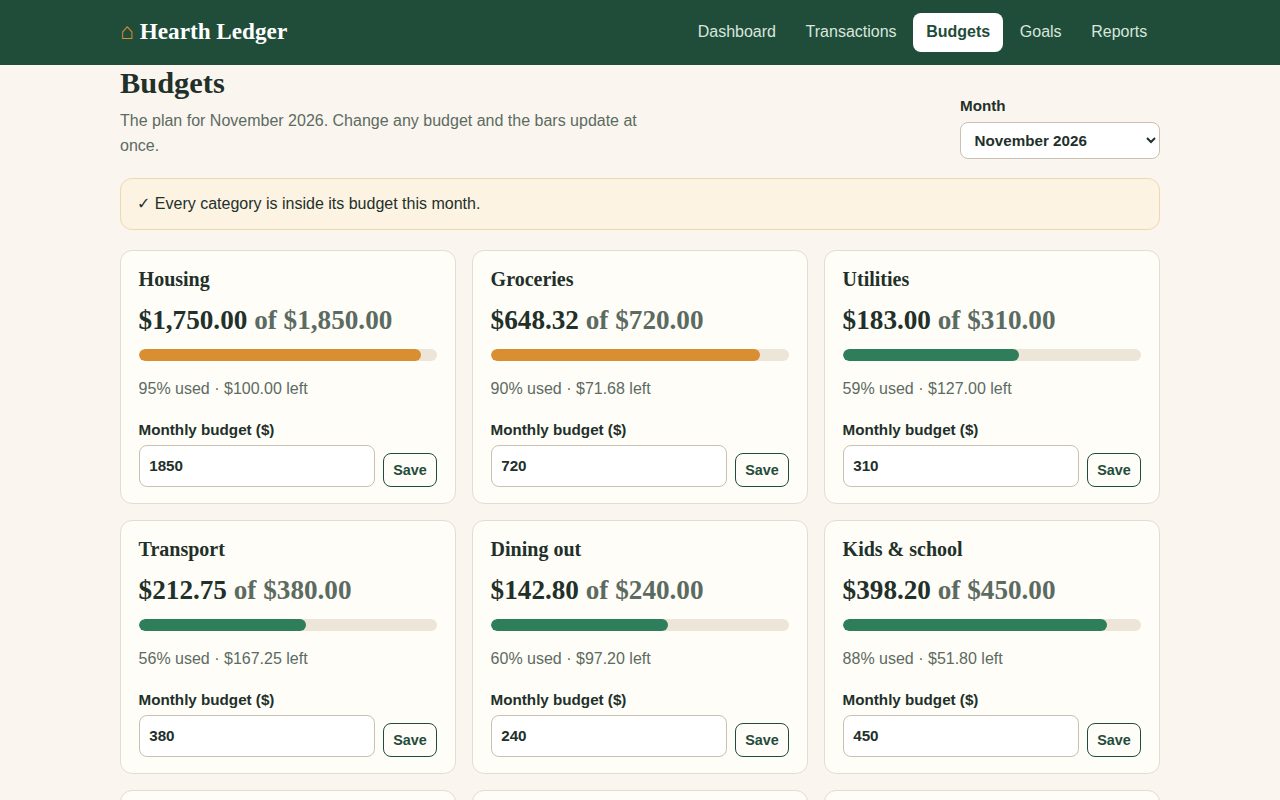 ⌂ Hearth Ledger
Dashboard
Transactions
Budgets
Goals
Reports
Budgets
The plan for November 2026. Change any budget and the bars update at
once.
Month
November 2026
✓ Every category is inside its budget this month.
Housing
$1,750.00 of $1,850.00
95% used · $100.00 left
Monthly budget ($)
1850
Save
Groceries
$648.32 of $720.00
90% used · $71.68 left
Monthly budget ($)
720
Save
Utilities
$183.00 of $310.00
59% used · $127.00 left
Monthly budget ($)
310
Save
Transport
$212.75 of $380.00
56% used · $167.25 left
Monthly budget ($)
380
Save
Dining out
$142.80 of $240.00
60% used · $97.20 left
Monthly budget ($)
240
Save
Kids & school
$398.20 of $450.00
88% used · $51.80 left
Monthly budget ($)
450
Save